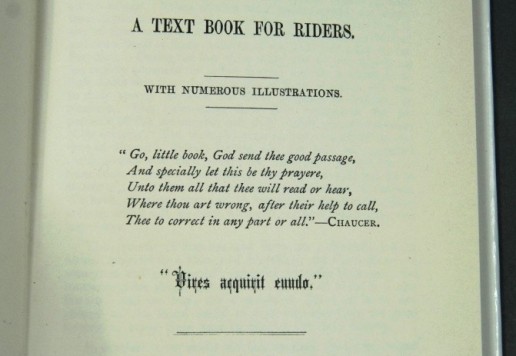 A TEXT BOOK FOR RIDERS.
WITH NUMEROUS ILLUSTRATIONS.
" Go, little book, God send thee good passage,
And specially let this be thy prayere,
Unto them all that thee will read or hear,
Where thou art wrong, after their help to call,
Thee to correct in any part or all."—CHAUCER.
"Vires acquirit eundo."